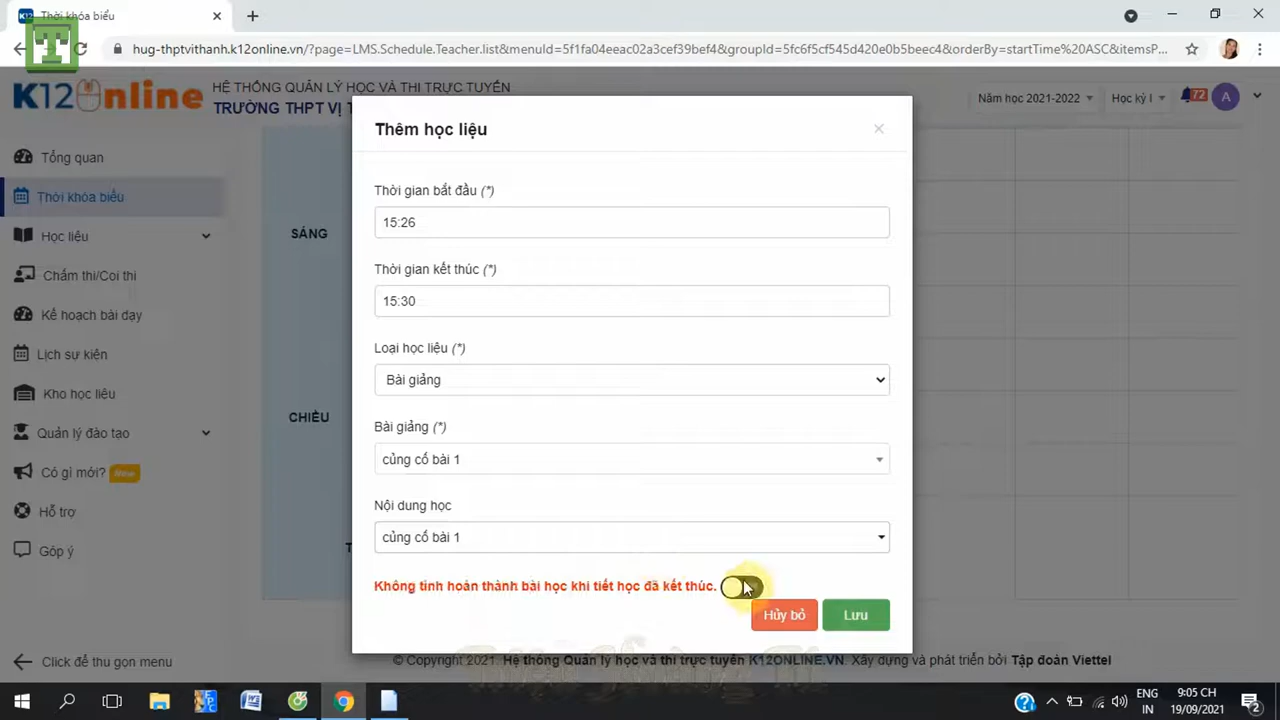 Thời khóa biểu
hug-thptvithanh.k12online.vn/?page=LMS.Schedule.Teacher.list&menuId=5f1fa04eeac02a3cef39bef4&groupId=5fc6f5cf545d420e0b5beec4&orderBy=startTime%20ASC&itemsP...
K12Online
HỆ THỐNG QUẢN LÝ HỌC VÀ THI TRỰC TUYẾN
TRƯỜNG THPT VỊ T
Năm học 2021-2022
Học kỳ I
72
A
Thêm học liệu
×
Tổng quan
Thời khóa biểu
Học liệu
Chấm thi/Coi thi
Kế hoạch bài dạy
Lịch sự kiện
Kho học liệu
Quản lý đào tạo
Có gì mới? New
Hỗ trợ
Góp ý
Click để thu gọn menu
SÁNG
CHIỀU
T
Thời gian bắt đầu (*)
15:26
Thời gian kết thúc (*)
15:30
Loại học liệu (*)
Bài giảng
Bài giảng (*)
củng cố bài 1
Nội dung học
củng cố bài 1
Không tính hoàn thành bài học khi tiết học đã kết thúc.
Hủy bỏ
Lưu
© Copyright 2021. Hệ thống Quản lý học và thi trực tuyến K12ONLINE.VN. Xây dựng và phát triển bởi Tập đoàn Viettel
ENG
IN
9:05 CH
19/09/2021
2